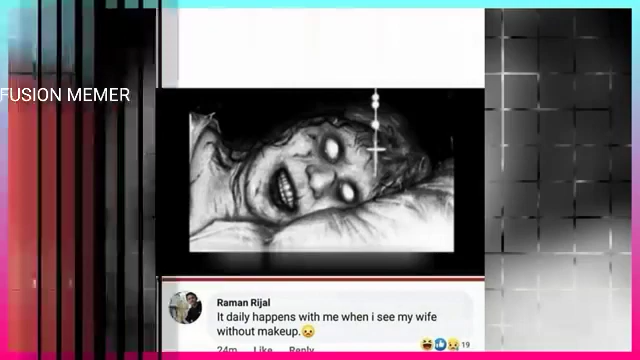 FUSION MEMER
Raman Rijal
It daily happens with me when i see my wife
without makeup.😕
24m Like Reply
19